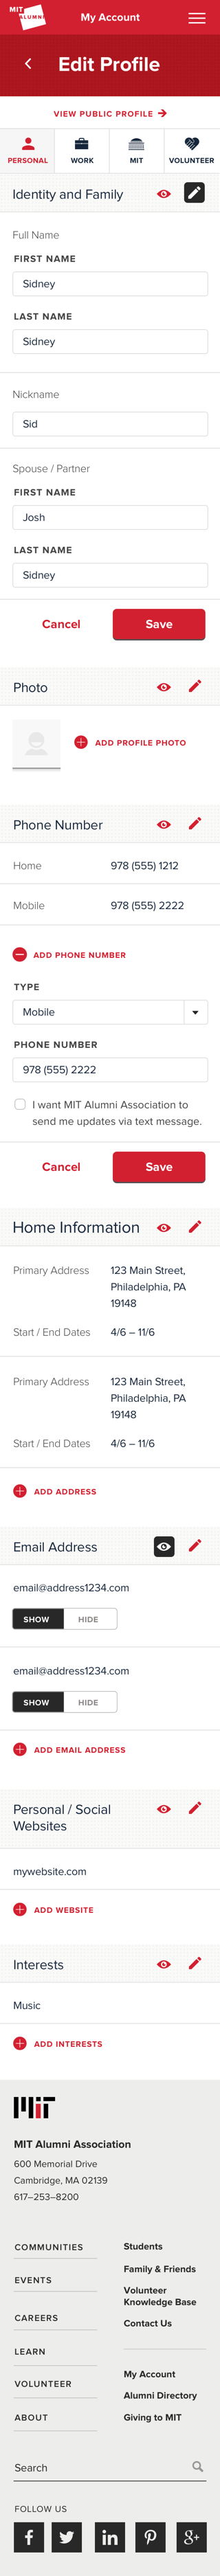 MIT
ALUMNI
My Account
Edit Profile
VIEW PUBLIC PROFILE
PERSONAL
WORK
MIT
VOLUNTEER
Identity and Family
Full Name
FIRST NAME
Sidney
LAST NAME
Sidney
Nickname
Sid
Spouse / Partner
FIRST NAME
Josh
LAST NAME
Sidney
Cancel
Save
Photo
ADD PROFILE PHOTO
Phone Number
Home 978 (555) 1212
Mobile 978 (555) 2222
ADD PHONE NUMBER
TYPE
Mobile
PHONE NUMBER
978 (555) 2222
I want MIT Alumni Association to
send me updates via text message.
Cancel
Save
Home Information
Primary Address 123 Main Street,
Philadelphia, PA
19148
Start / End Dates 4/6 – 11/6
Primary Address 123 Main Street,
Philadelphia, PA
19148
Start / End Dates 4/6 – 11/6
ADD ADDRESS
Email Address
email@address1234.com
SHOW HIDE
email@address1234.com
SHOW HIDE
ADD EMAIL ADDRESS
Personal / Social
Websites
mywebsite.com
ADD WEBSITE
Interests
Music
ADD INTERESTS
MIT
MIT Alumni Association
600 Memorial Drive
Cambridge, MA 02139
617–253–8200
COMMUNITIES
EVENTS
CAREERS
LEARN
VOLUNTEER
ABOUT
Students
Family & Friends
Volunteer
Knowledge Base
Contact Us
My Account
Alumni Directory
Giving to MIT
Search
FOLLOW US
f
in
g+